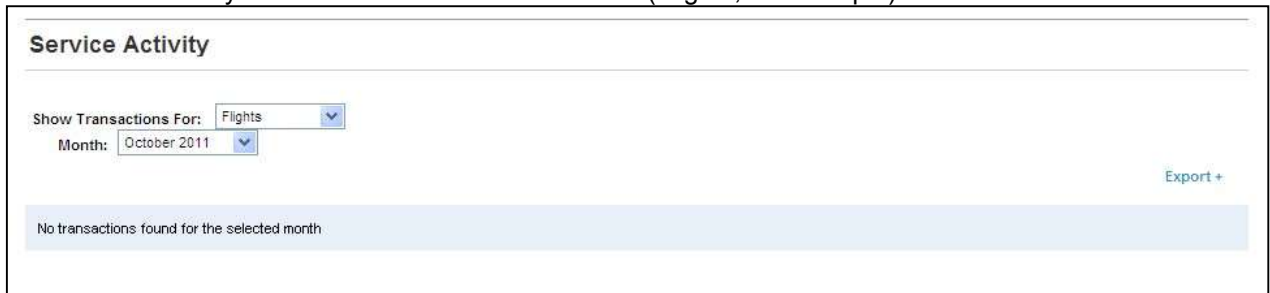 Service Activity
Show Transactions For: Flights
Month: October 2011
Export +
No transactions found for the selected month